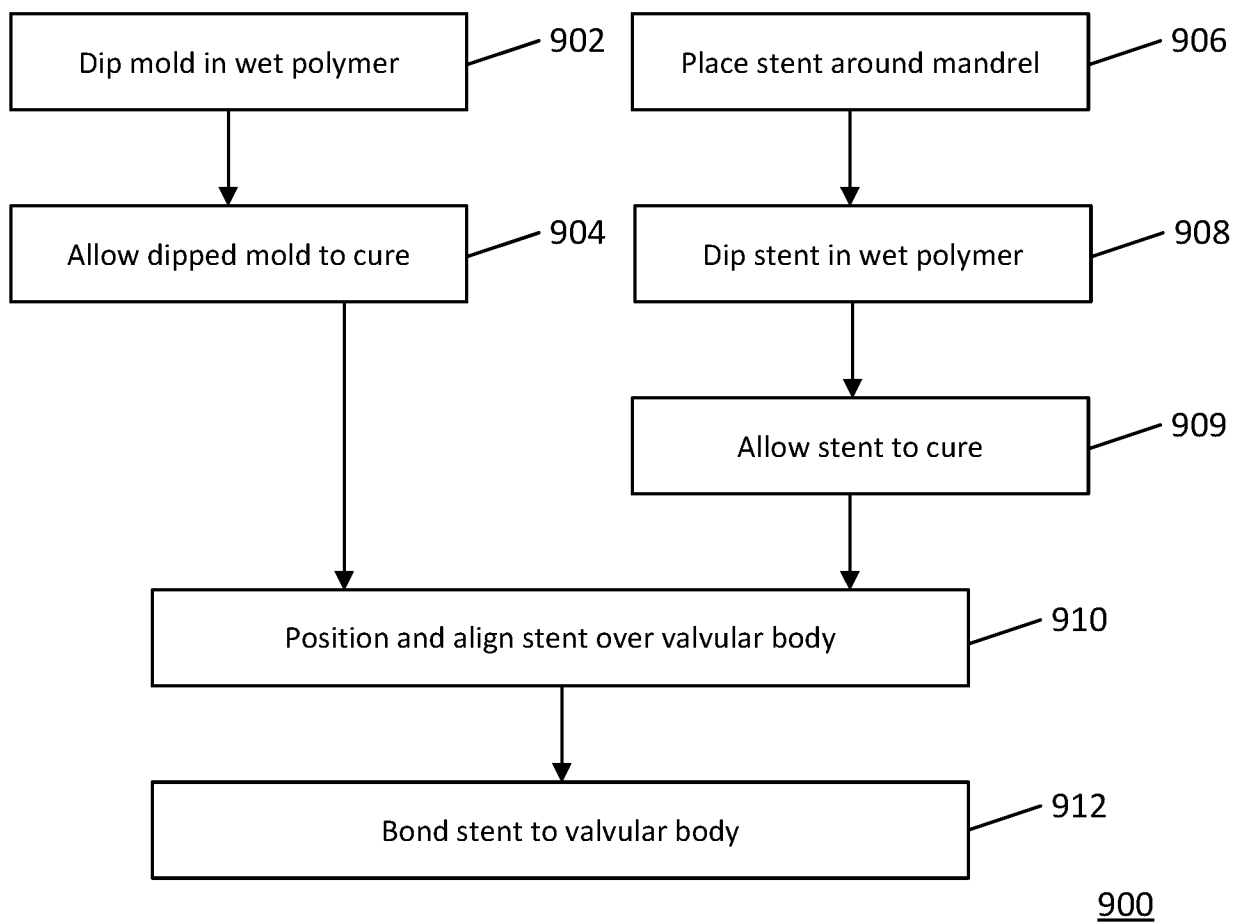 Dip mold in wet polymer
902
Place stent around mandrel
906
Allow dipped mold to cure
904
Dip stent in wet polymer
908
Allow stent to cure
909
Position and align stent over valvular body
910
Bond stent to valvular body
912
900